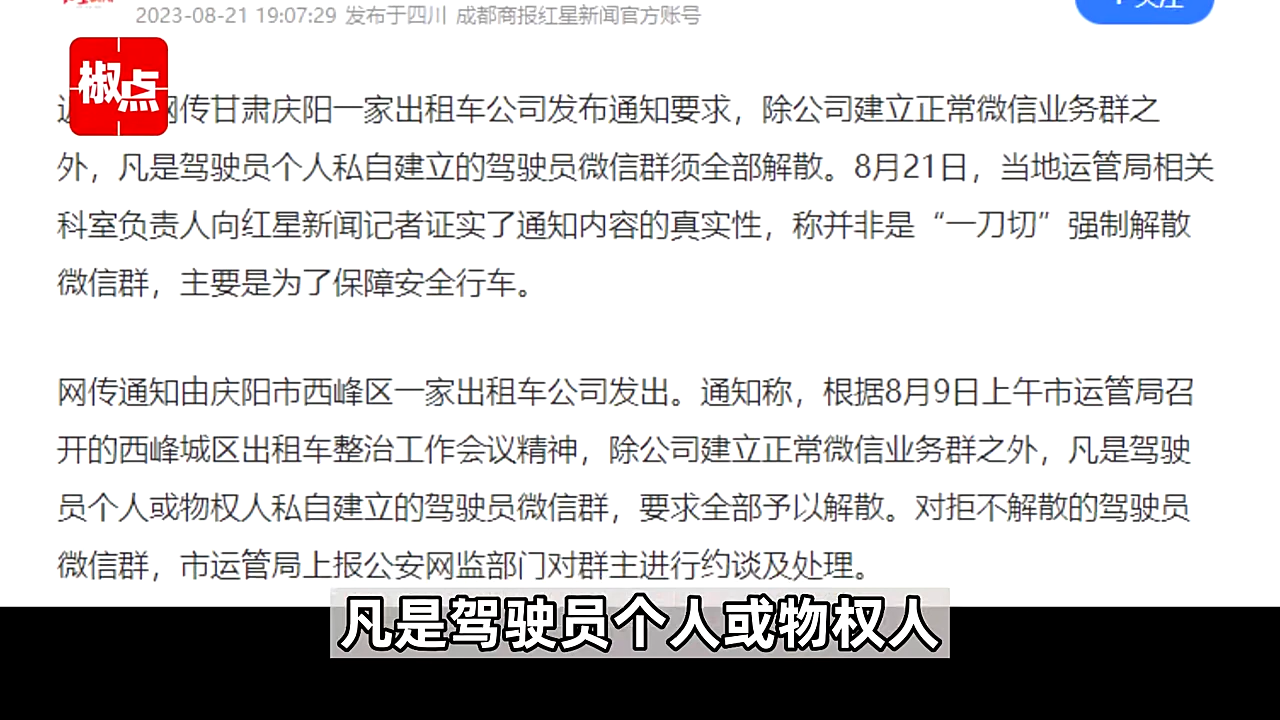 2023-08-21 19:07:29 发布于四川 成都商报红星新闻官方账号
关注
椒点
网传甘肃庆阳一家出租车公司发布通知要求，除公司建立正常微信业务群之
外，凡是驾驶员个人私自建立的驾驶员微信群须全部解散。8月21日，当地运管局相关
科室负责人向红星新闻记者证实了通知内容的真实性，称并非是“一刀切”强制解散
微信群，主要是为了保障安全行车。
网传通知由庆阳市西峰区一家出租车公司发出。通知称，根据8月9日上午市运管局召
开的西峰城区出租车整治工作会议精神，除公司建立正常微信业务群之外，凡是驾驶
员个人或物权人私自建立的驾驶员微信群，要求全部予以解散。对拒不解散的驾驶员
微信群，市运管局上报公安网监部门对群主进行约谈及处理。
凡是驾驶员个人或物权人